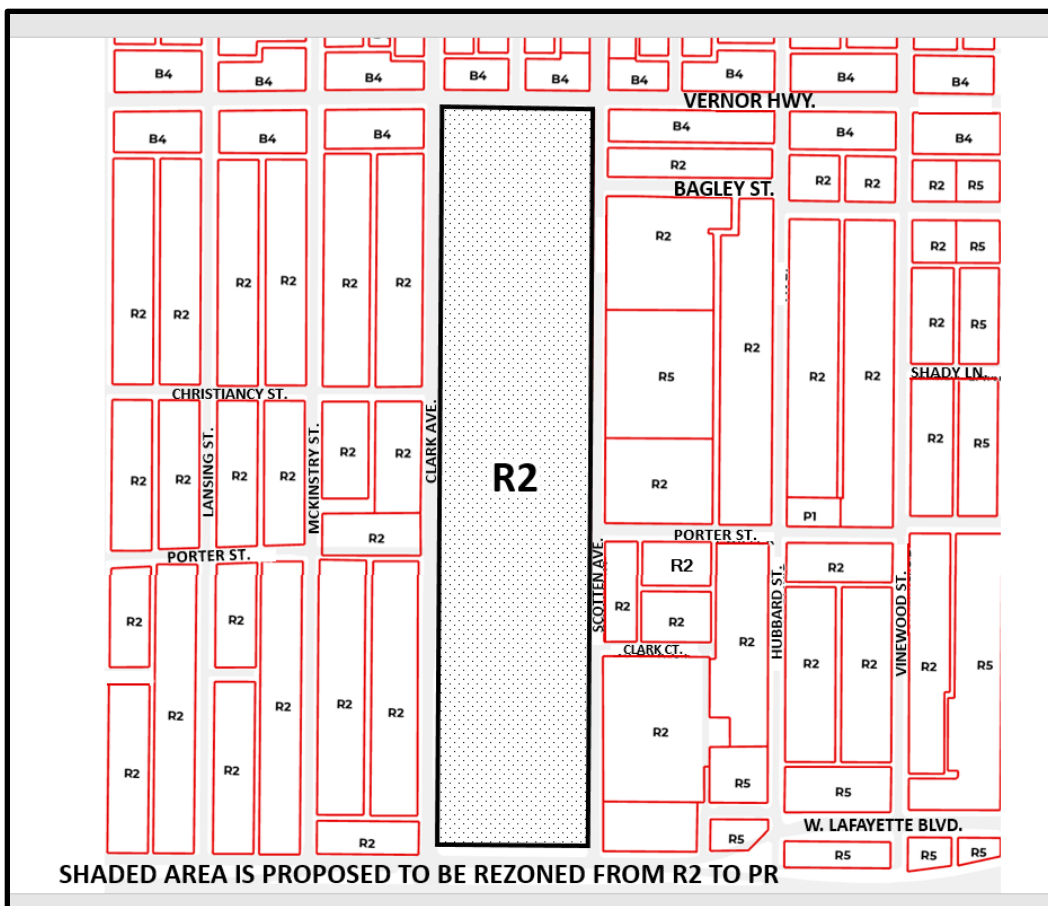 B4 B4 B4 B4 B4 B4 B4 B4 B4
VERNOR HWY.
B4 B4 B4 B4 B4 B4
R2
BAGLEY ST.
R2 R2 R2 R5
R2 R2 R5
R2 R2 R2 R2 R2 R2
R2 R5
R2 R5 R2 R2 R2
SHADY LN.
CHRISTIANCY ST.
CLARK AVE.
LANSING ST.
MCKINSTRY ST.
R2 R2 R2 R2 R2 R2
R2
R2 R2 R5
P1
R2
PORTER ST.
PORTER ST.
SCOTTEN AVE.
HUBBARD ST.
VINEWOOD ST.
R2 R2
R2 R2
R2 R2
CLARK CT.
R2 R2 R2 R2 R2 R5
R2 R2 R2 R2
R2
R2 R2
R5 R5
W. LAFAYETTE BLVD.
R2 R5 R5 R5 R5
SHADED AREA IS PROPOSED TO BE REZONED FROM R2 TO PR